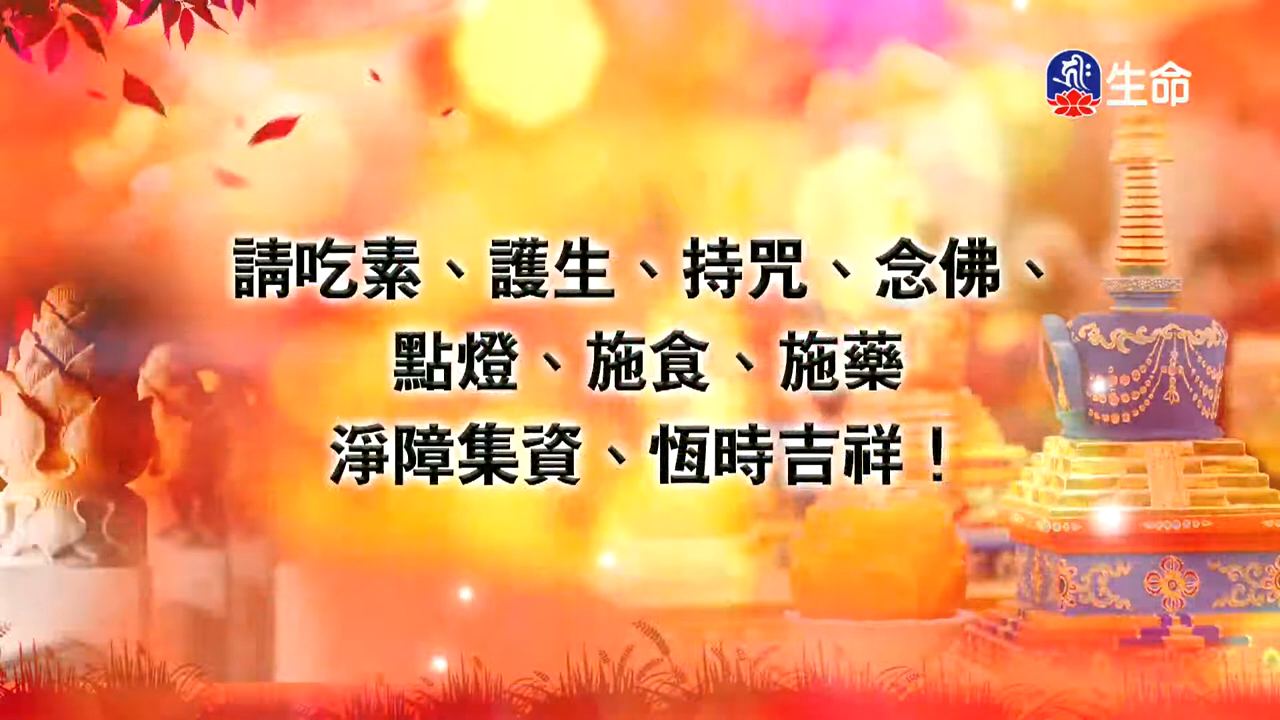 生命
請吃素、護生、持咒、念佛、
點燈、施食、施藥
淨障集資、恆時吉祥！